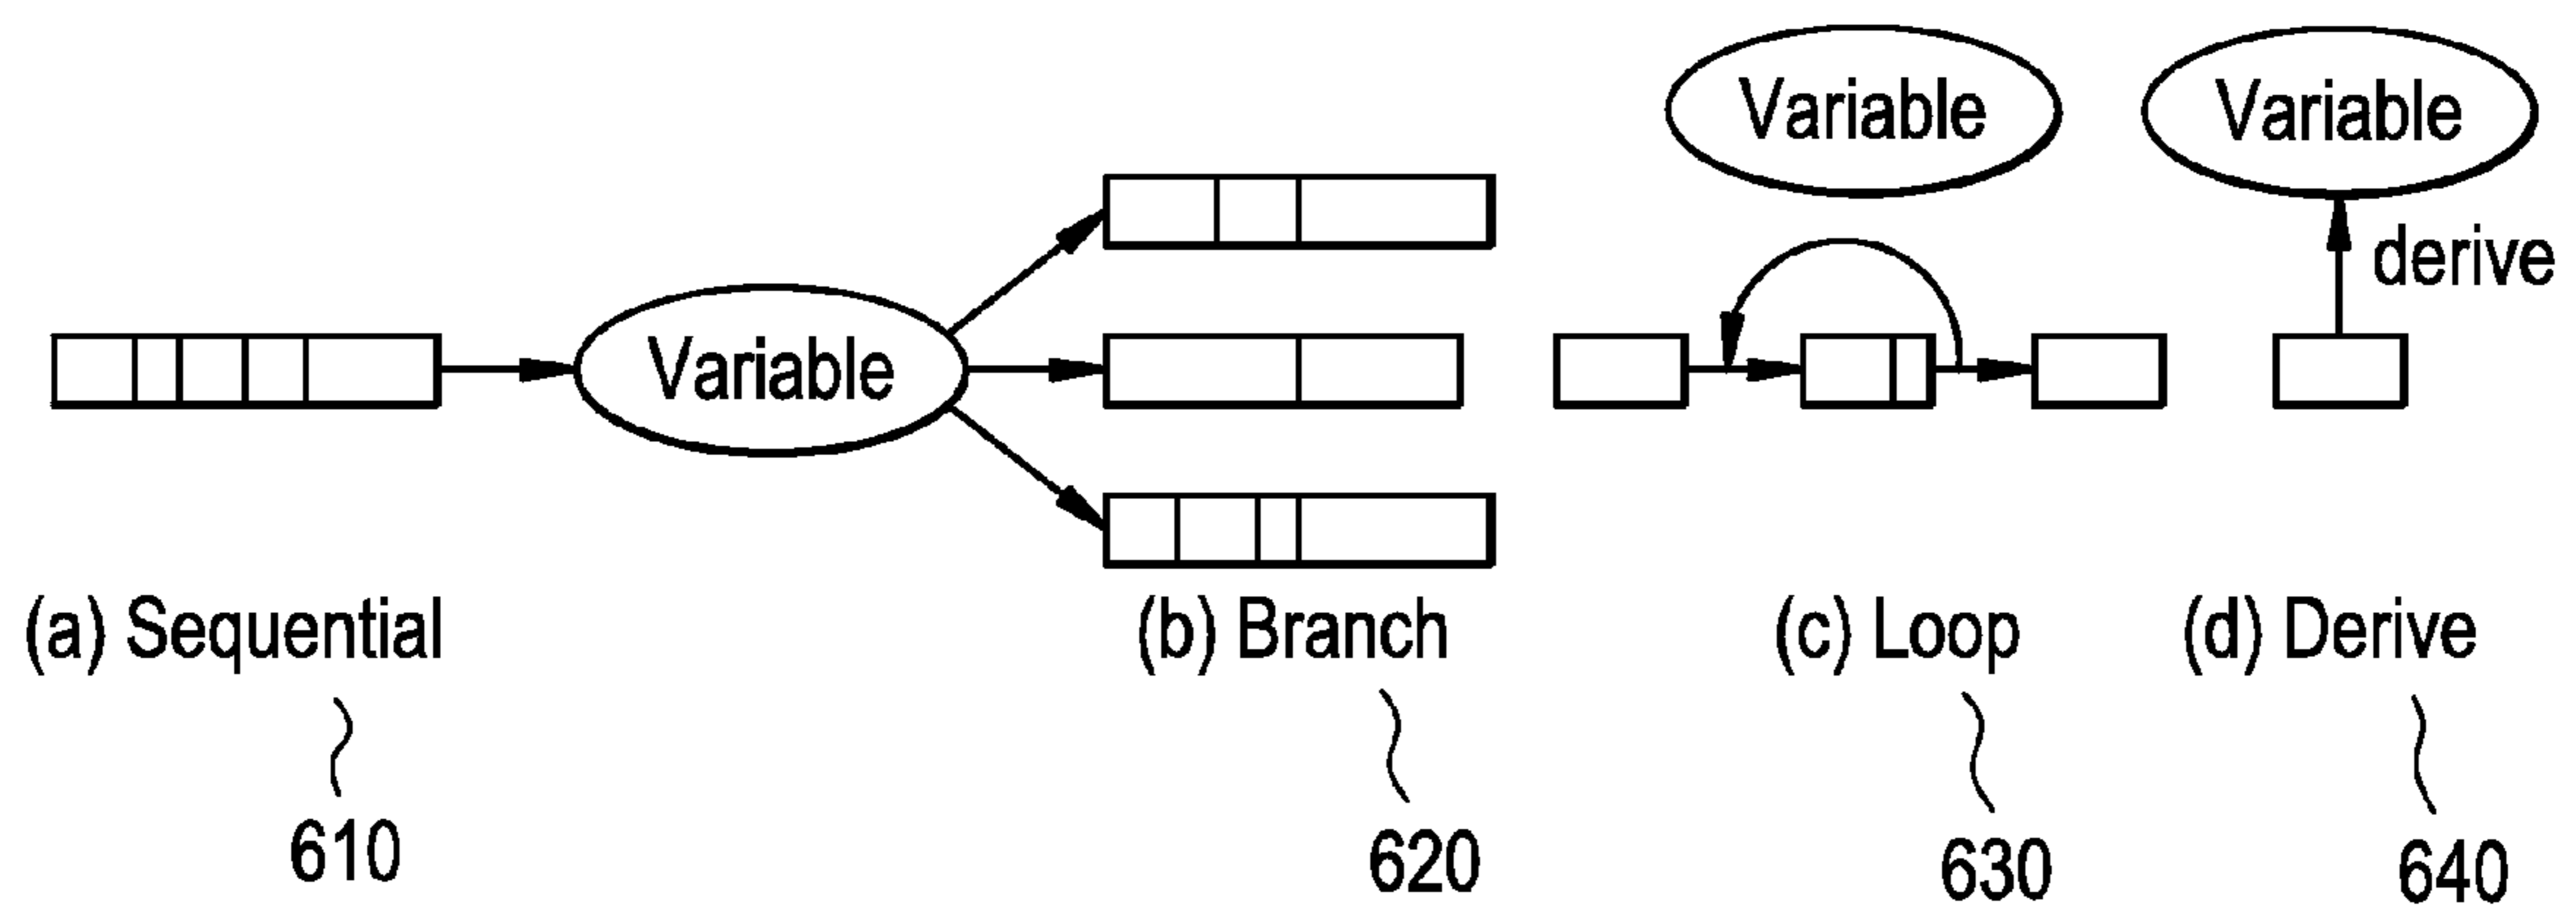 Variable
Variable
derive
Variable
(a) Sequential
(b) Branch
(c) Loop
(d) Derive
610
620
630
640